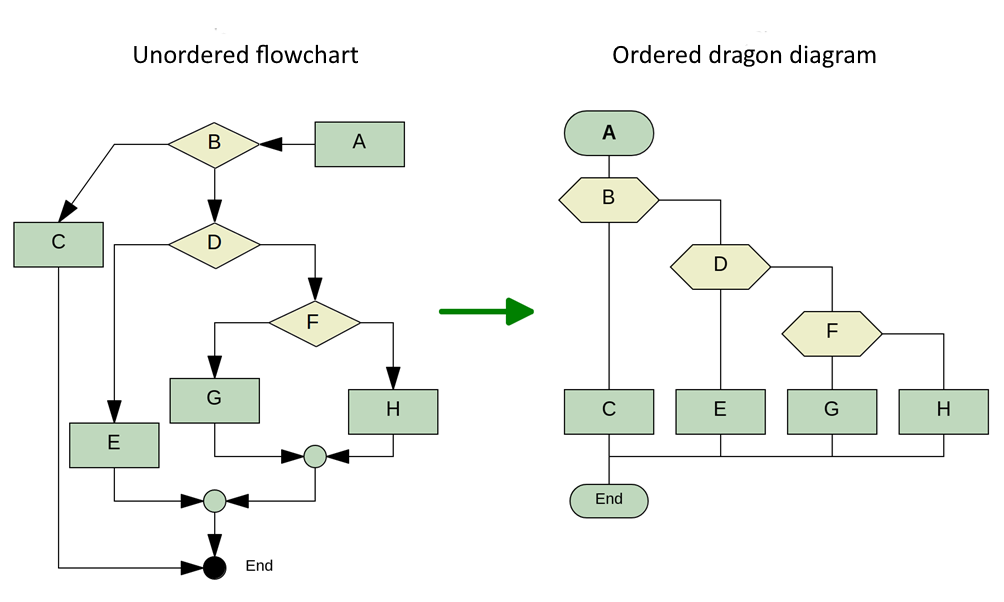 Unordered flowchart
B
A
C
D
F
G
H
E
End
Ordered dragon diagram
A
B
D
F
C
E
G
H
End